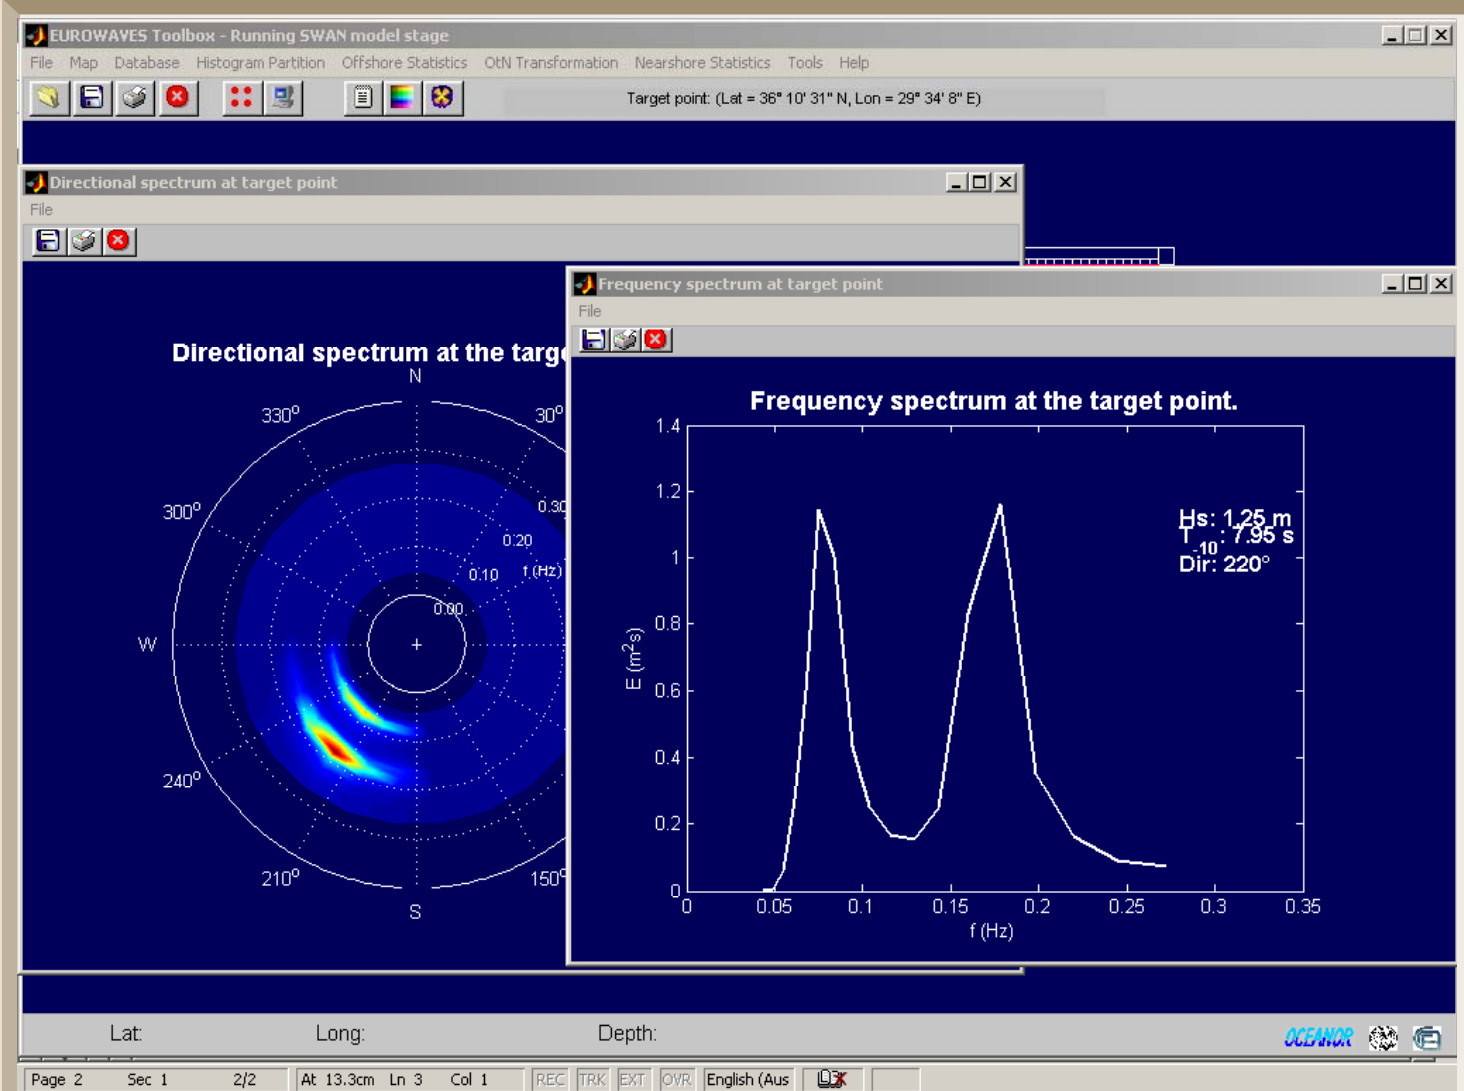 EUROWAVES Toolbox - Running SWAN model stage
File Map Database Histogram Partition Offshore Statistics OtN Transformation Nearshore Statistics Tools Help
Target point: (Lat = 36° 10' 31" N, Lon = 29° 34' 8" E)
Directional spectrum at target point
File
Directional spectrum at the targe
N
330°
30°
300°
0.30
0.20
0.10
f (Hz)
0.00
W
240°
210°
150°
S
Frequency spectrum at target point
File
Frequency spectrum at the target point.
1.4
1.2
1
0.8
0.6
0.4
0.2
0
E (m²s)
Hs: 1.25 m
T-10: 7.95 s
Dir: 220°
0 0.05 0.1 0.15 0.2 0.25 0.3 0.35
f (Hz)
Lat: Long: Depth:
OCEANOR
Page 2 Sec 1 2/2 At 13.3cm Ln 3 Col 1 REC TRK EXT OVR English (Aus